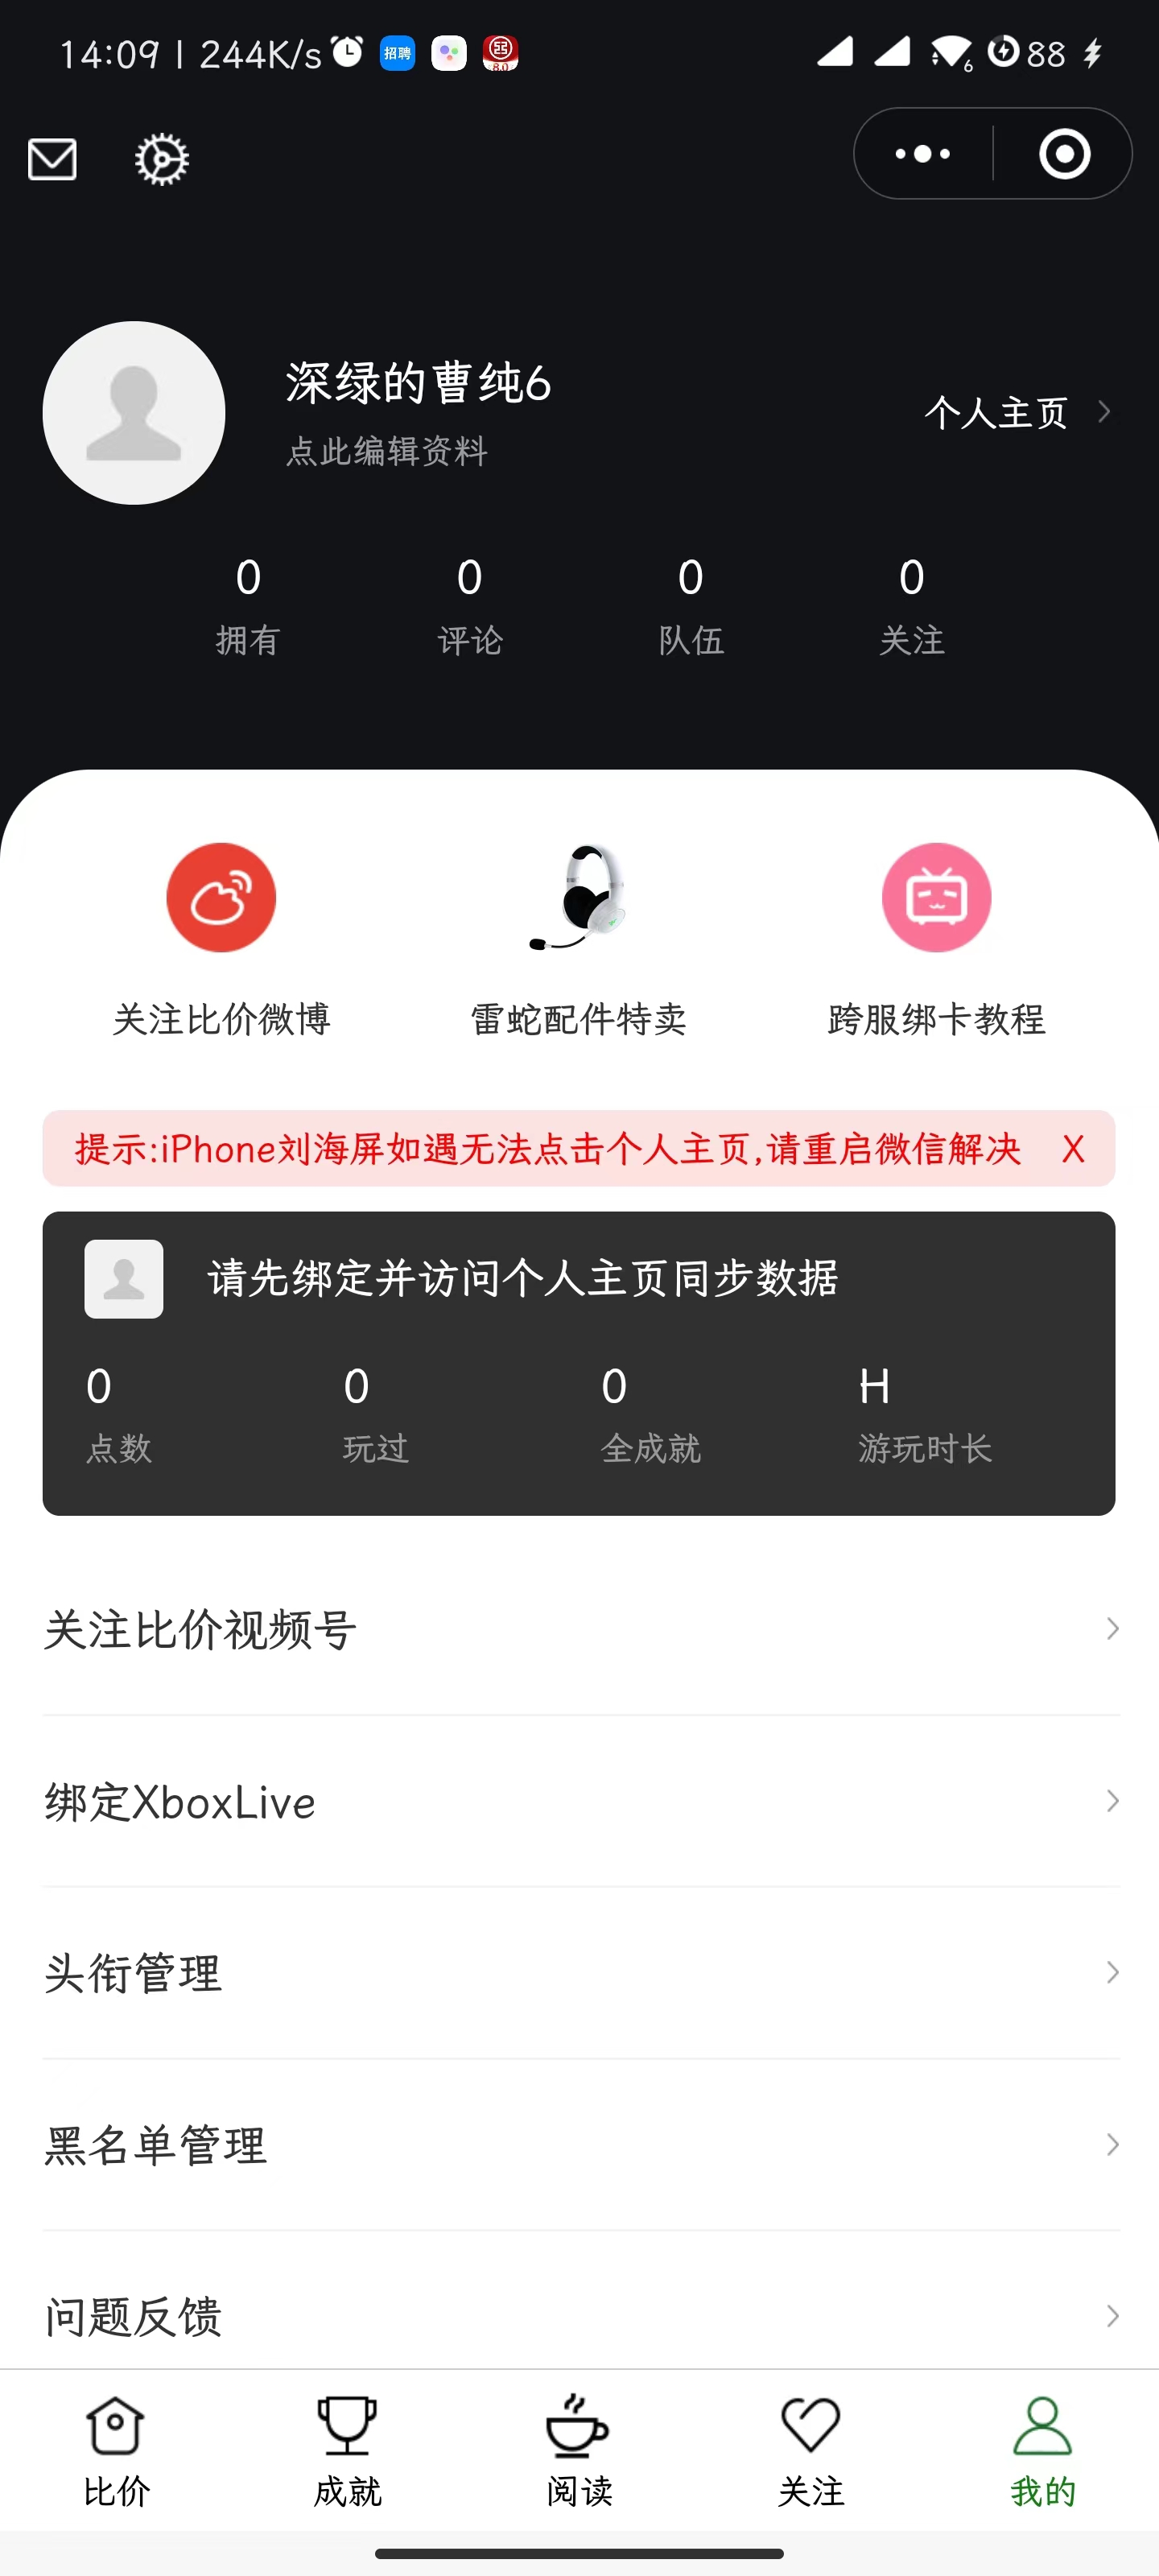 14:09 | 244K/s 招聘 8.0 6 88
深绿的曹纯6
点此编辑资料
个人主页
0 0 0 0
拥有 评论 队伍 关注
关注比价微博 雷蛇配件特卖 跨服绑卡教程
提示:iPhone刘海屏如遇无法点击个人主页,请重启微信解决 X
请先绑定并访问个人主页同步数据
0 0 0 H
点数 玩过 全成就 游玩时长
关注比价视频号
绑定XboxLive
头衔管理
黑名单管理
问题反馈
比价 成就 阅读 关注 我的